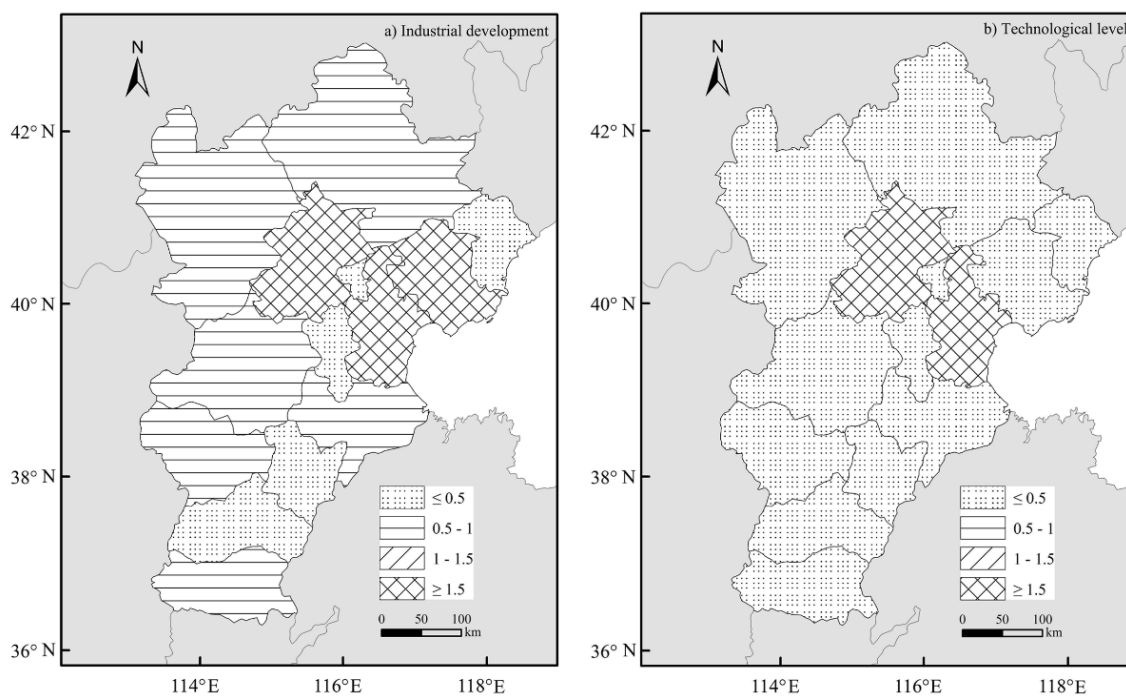 a) Industrial development
N
42° N
40° N
38° N
36° N
≤ 0.5
0.5 - 1
1 - 1.5
≥ 1.5
0 50 100
km
114°E
116°E
118°E
b) Technological level
N
42° N
40° N
38° N
36° N
≤ 0.5
0.5 - 1
1 - 1.5
≥ 1.5
0 50 100
km
114°E
116°E
118°E